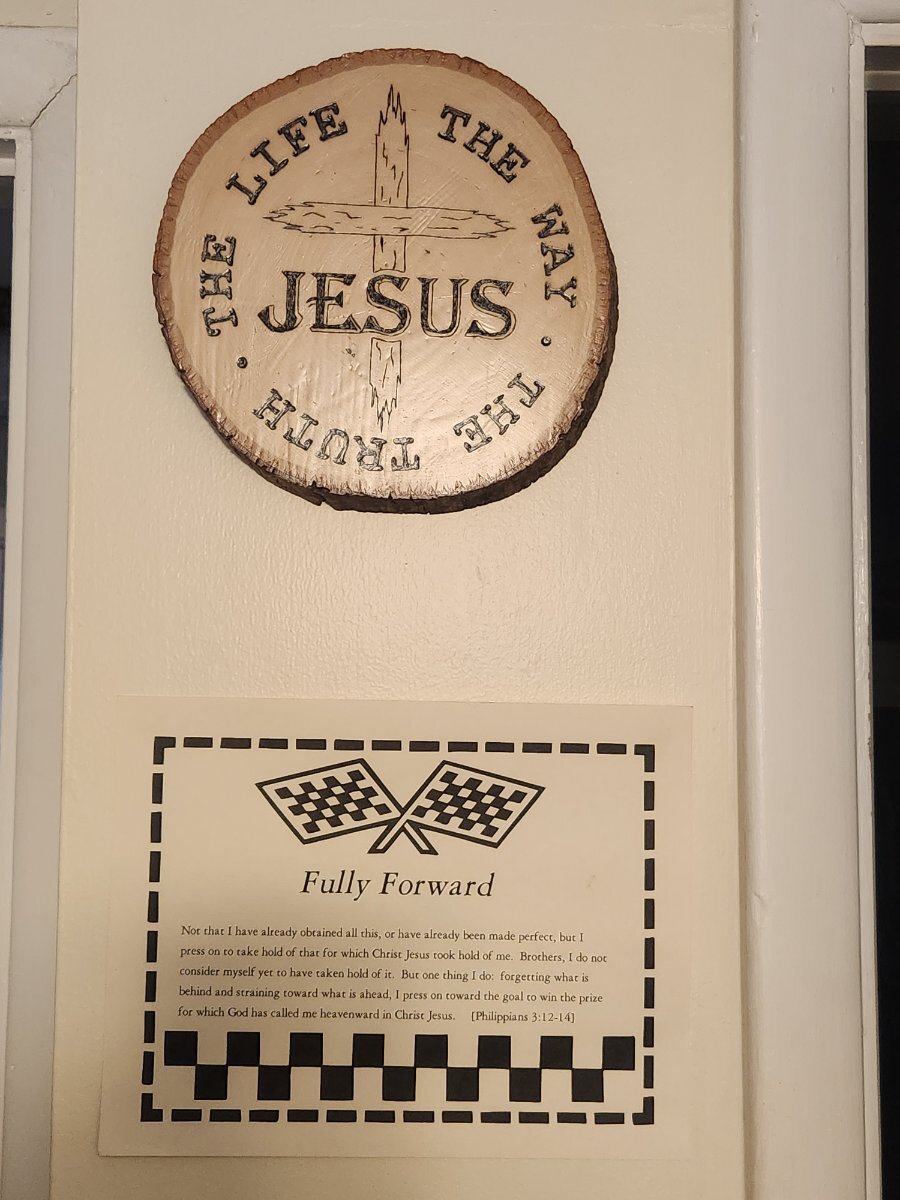 THE WAY • THE TRUTH • THE LIFE
JESUS
Fully Forward
Not that I have already obtained all this, or have already been made perfect, but I
press on to take hold of that for which Christ Jesus took hold of me. Brothers, I do not
consider myself yet to have taken hold of it. But one thing I do: forgetting what is
behind and straining toward what is ahead, I press on toward the goal to win the prize
for which God has called me heavenward in Christ Jesus. [Philippians 3:12-14]